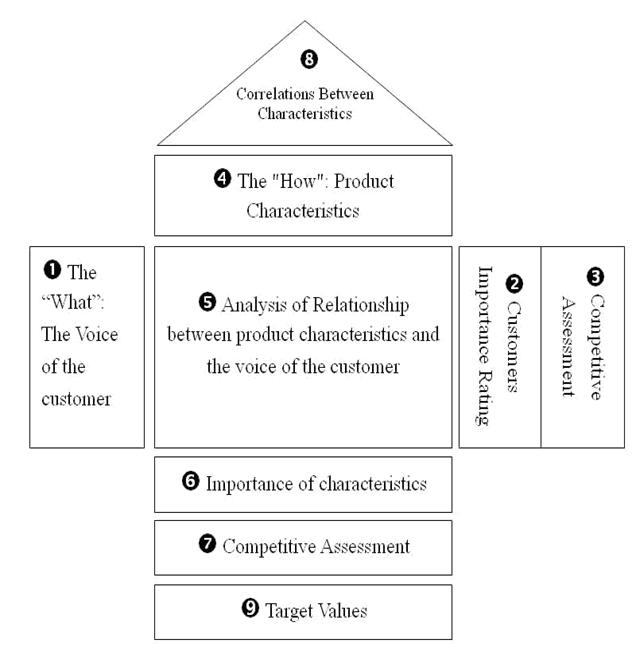 ❽
Correlations Between
Characteristics
❹ The "How": Product
Characteristics
❶ The
“What”:
The Voice
of the
customer
❺ Analysis of Relationship
between product characteristics and
the voice of the customer
❷ Customers
Importance Rating
❸ Competitive
Assessment
❻ Importance of characteristics
❼ Competitive Assessment
❾ Target Values